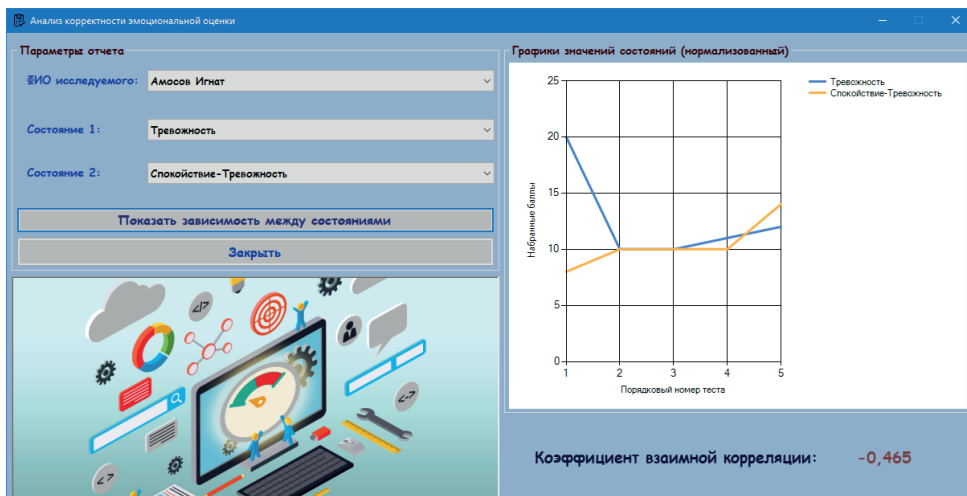 Анализ корректности эмоциональной оценки
Параметры отчета
ФИО исследуемого:
Амосов Игнат
Состояние 1:
Тревожность
Состояние 2:
Спокойствие-Тревожность
Показать зависимость между состояниями
Закрыть
</>
<->
<>
Графики значений состояний (нормализованный)
Тревожность
Спокойствие-Тревожность
Набранные баллы
25
20
15
10
5
0
1 2 3 4 5
Порядковый номер теста
Коэффициент взаимной корреляции: -0,465